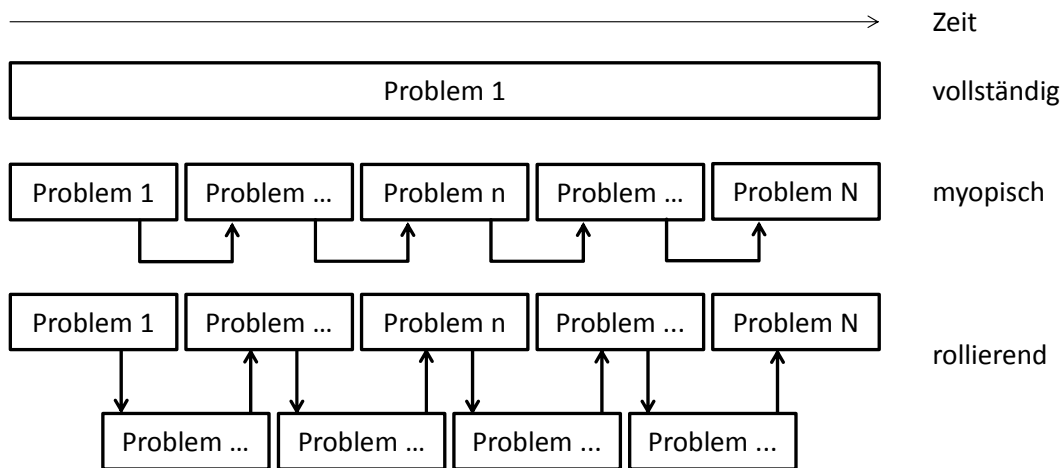 Zeit
Problem 1
vollständig
Problem 1 Problem ... Problem n Problem ... Problem N
myopisch
Problem 1 Problem ... Problem n Problem ... Problem N
rollierend
Problem ... Problem ... Problem ... Problem ...